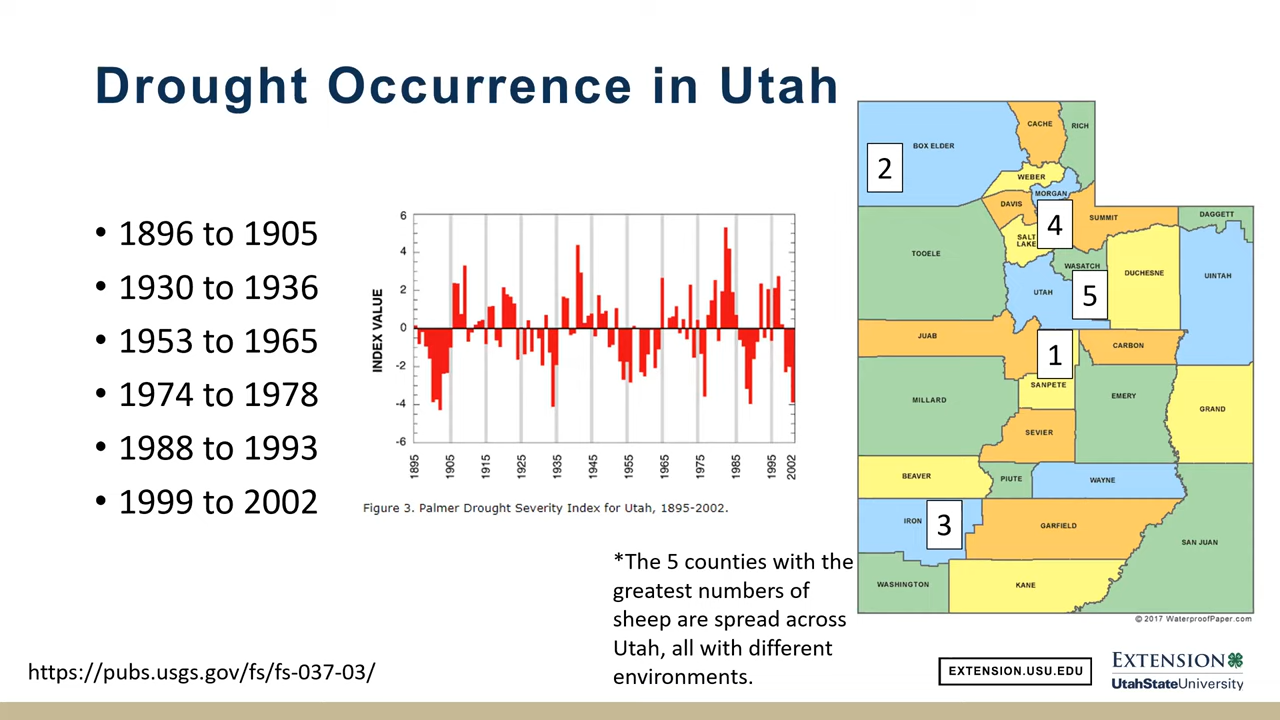 Drought Occurrence in Utah
• 1896 to 1905
• 1930 to 1936
• 1953 to 1965
• 1974 to 1978
• 1988 to 1993
• 1999 to 2002
INDEX VALUE
6
4
2
0
-2
-4
-6
1895
1905
1915
1925
1935
1945
1955
1965
1975
1985
1995
2002
Figure 3. Palmer Drought Severity Index for Utah, 1895-2002.
*The 5 counties with the
greatest numbers of
sheep are spread across
Utah, all with different
environments.
CACHE
RICH
BOX ELDER
2
WEBER
MORGAN
DAVIS
4
SUMMIT
DAGGETT
SALT
LAKE
TOOELE
WASATCH
DUCHESNE
UINTAH
UTAH
5
JUAB
1
CARBON
SANPETE
MILLARD
EMERY
GRAND
SEVIER
BEAVER
PIUTE
WAYNE
IRON
3
GARFIELD
SAN JUAN
WASHINGTON
KANE
© 2017 WaterproofPaper.com
https://pubs.usgs.gov/fs/fs-037-03/
EXTENSION.USU.EDU
EXTENSION
UtahStateUniversity